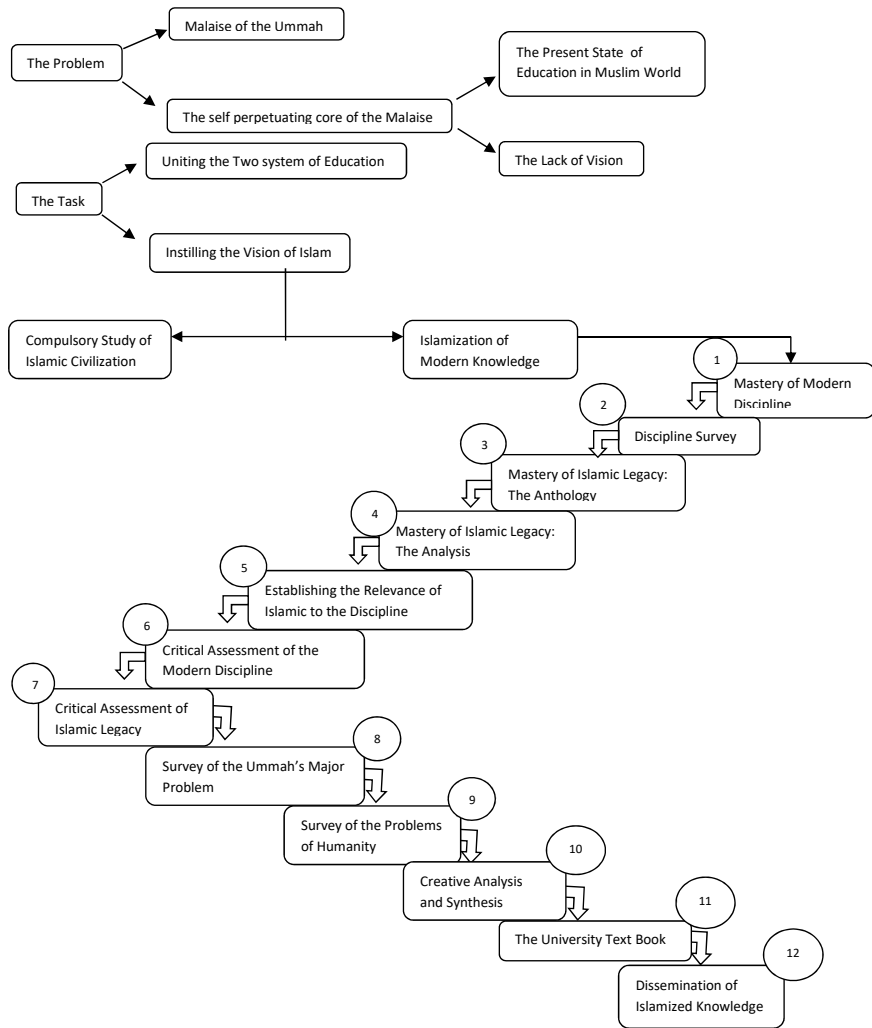 Malaise of the Ummah
The Problem
The Present State of
Education in Muslim World
The self perpetuating core of the Malaise
The Lack of Vision
Uniting the Two system of Education
The Task
Instilling the Vision of Islam
Compulsory Study of
Islamic Civilization
Islamization of
Modern Knowledge
1
Mastery of Modern
Discipline
2
Discipline Survey
3
Mastery of Islamic Legacy:
The Anthology
4
Mastery of Islamic Legacy:
The Analysis
5
Establishing the Relevance of
Islamic to the Discipline
6
Critical Assessment of the
Modern Discipline
7
Critical Assessment of
Islamic Legacy
8
Survey of the Ummah’s Major
Problem
9
Survey of the Problems
of Humanity
10
Creative Analysis
and Synthesis
11
The University Text Book
12
Dissemination of
Islamized Knowledge